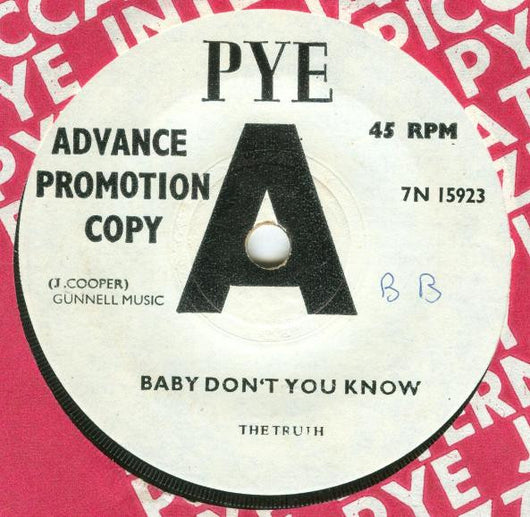 PYE
ADVANCE
PROMOTION
COPY
A
45 RPM
7N 15923
(J. COOPER)
GUNNELL MUSIC
B B
BABY DON'T YOU KNOW
THE TRUTH